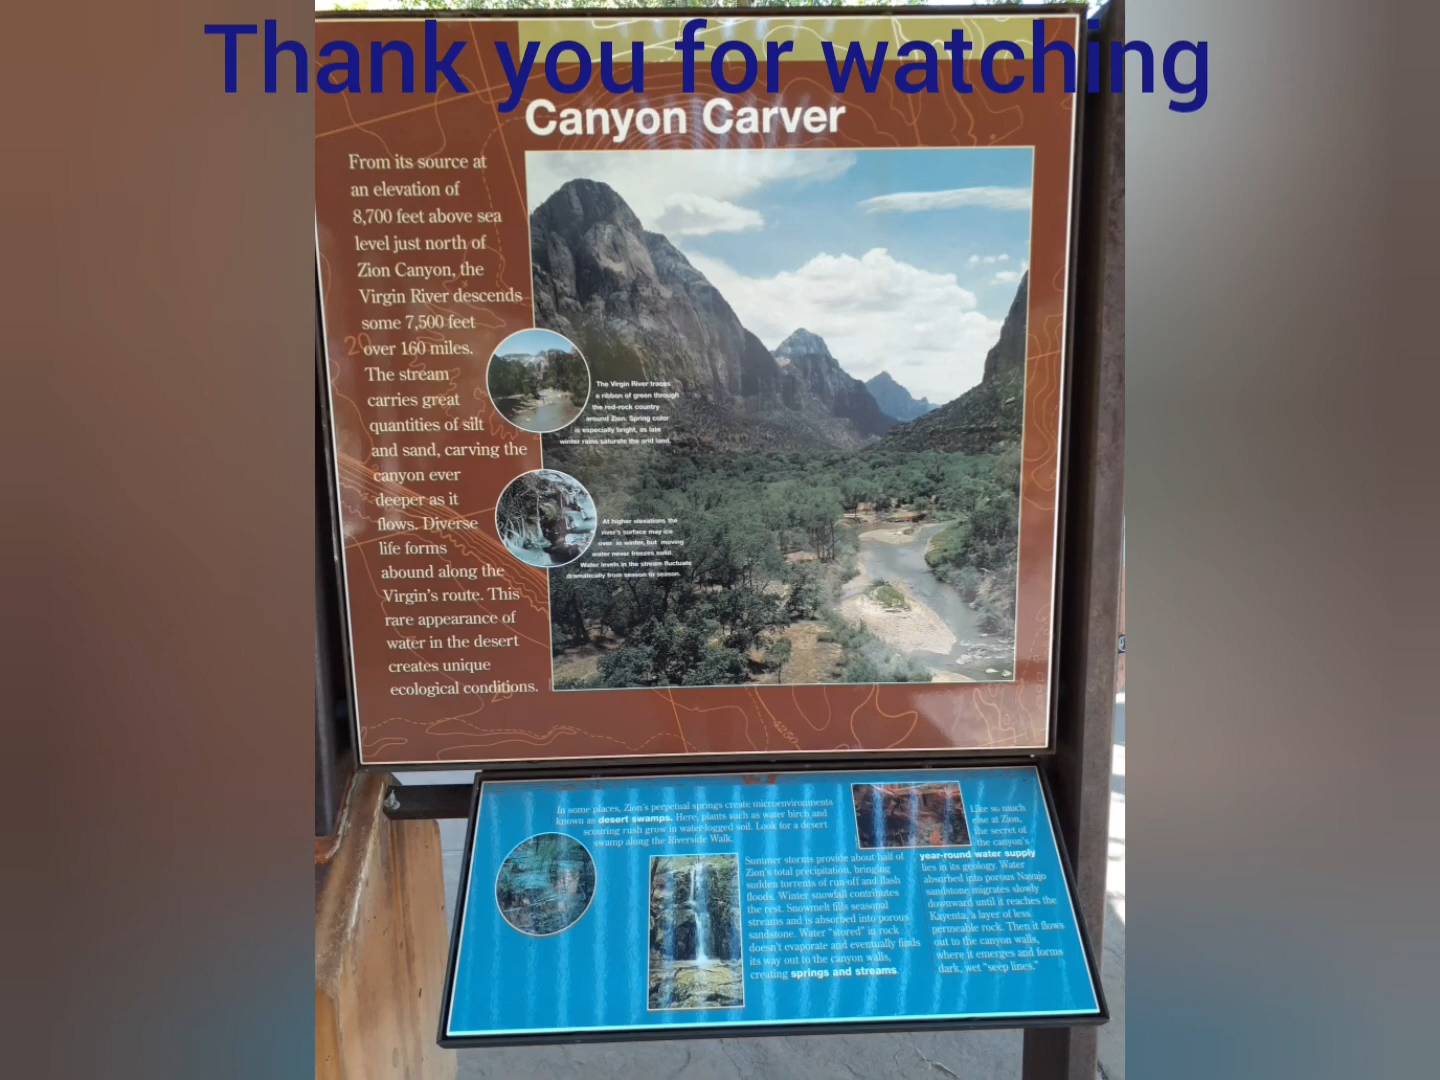 Thank you for watching
Canyon Carver
From its source at
an elevation of
8,700 feet above sea
level just north of
Zion Canyon, the
Virgin River descends
some 7,500 feet
over 160 miles.
The stream
carries great
quantities of silt
and sand, carving the
canyon ever
deeper as it
flows. Diverse
life forms
abound along the
Virgin's route. This
rare appearance of
water in the desert
creates unique
ecological conditions.
The Virgin River traces
a ribbon of green through
the red-rock country
around Zion. Spring color
is especially bright, as late
winter rains saturate the arid land.
At higher elevations the
river's surface may ice
over in winter, but moving
water never freezes solid.
Water levels in the stream fluctuate
dramatically from season to season.
In some places, Zion's perpetual springs create microenvironments
known as desert swamps. Here, plants such as water birch and
scouring rush grow in water-logged soil. Look for a desert
swamp along the Riverside Walk.
Summer storms provide about half of
Zion's total precipitation, bringing
sudden torrents of run-off and flash
floods. Winter snowfall contributes
the rest. Snowmelt fills seasonal
streams and is absorbed into porous
sandstone. Water "stored" in rock
doesn't evaporate and eventually finds
its way out to the canyon walls,
creating springs and streams.
Like so much
else at Zion,
the secret of
the canyon's
year-round water supply
lies in its geology. Water
absorbed into porous Navajo
sandstone migrates slowly
downward until it reaches the
Kayenta, a layer of less
permeable rock. Then it flows
out to the canyon walls,
where it emerges and forms
dark, wet "seep lines."